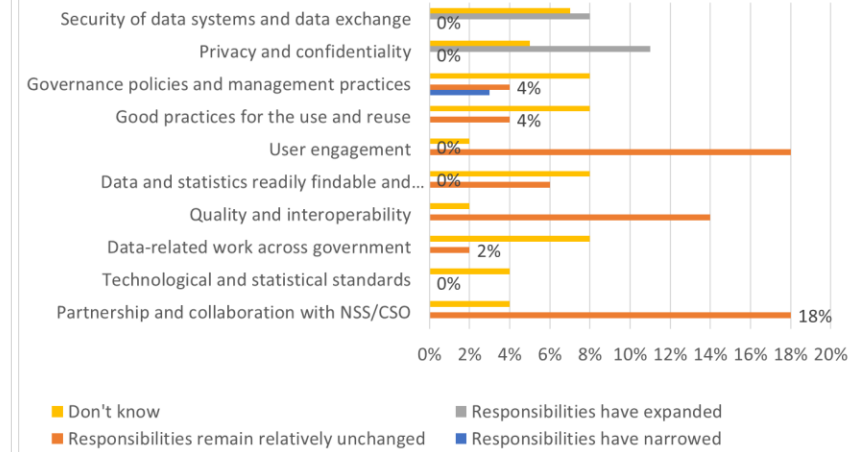 Security of data systems and data exchange
0%
Privacy and confidentiality
0%
Governance policies and management practices
4%
Good practices for the use and reuse
4%
User engagement
0%
Data and statistics readily findable and...
0%
Quality and interoperability
Data-related work across government
2%
Technological and statistical standards
0%
Partnership and collaboration with NSS/CSO
18%
0% 2% 4% 6% 8% 10% 12% 14% 16% 18% 20%
Don't know
Responsibilities have expanded
Responsibilities remain relatively unchanged
Responsibilities have narrowed